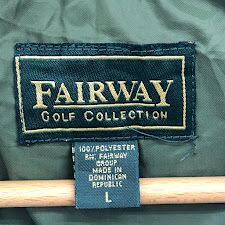 FAIRWAY
GOLF COLLECTION
100% POLYESTER
RN: FAIRWAY
GROUP
MADE IN
DOMINICAN
REPUBLIC
L